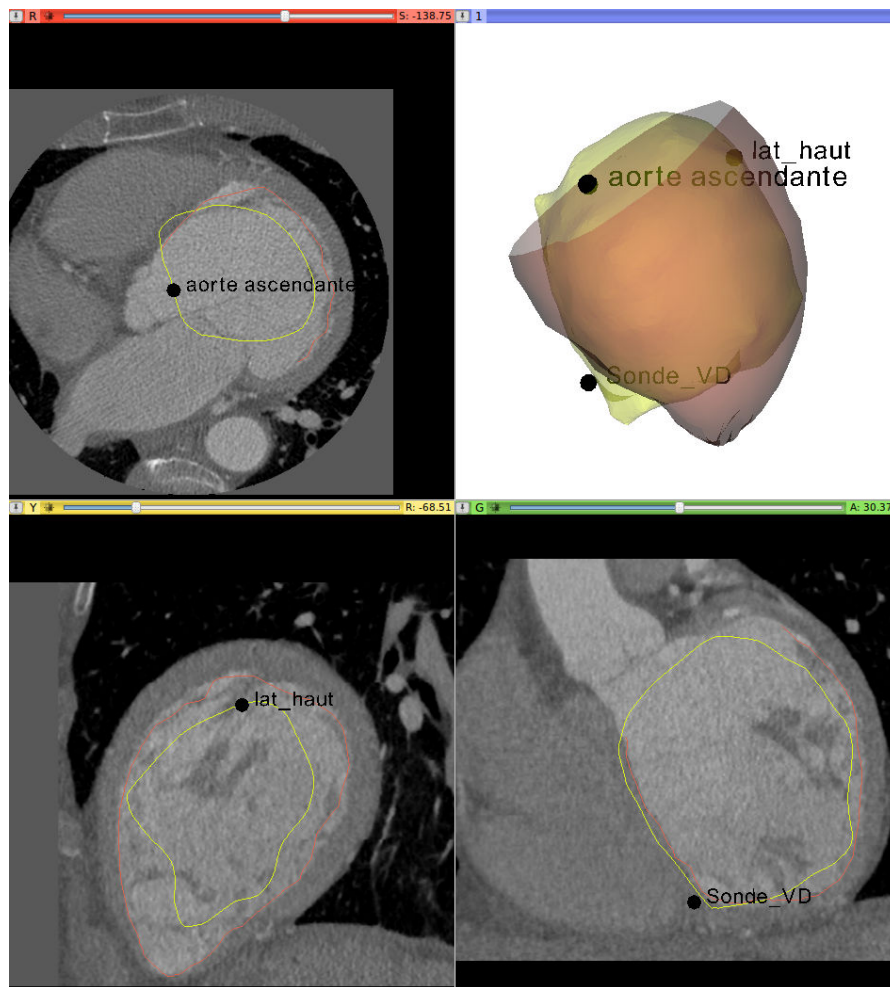 R S: -138.75
1
lat_haut
aorte ascendante
aorte ascendante
Sonde_VD
Y R: -68.51
G A: 30.37
lat_haut
Sonde_VD